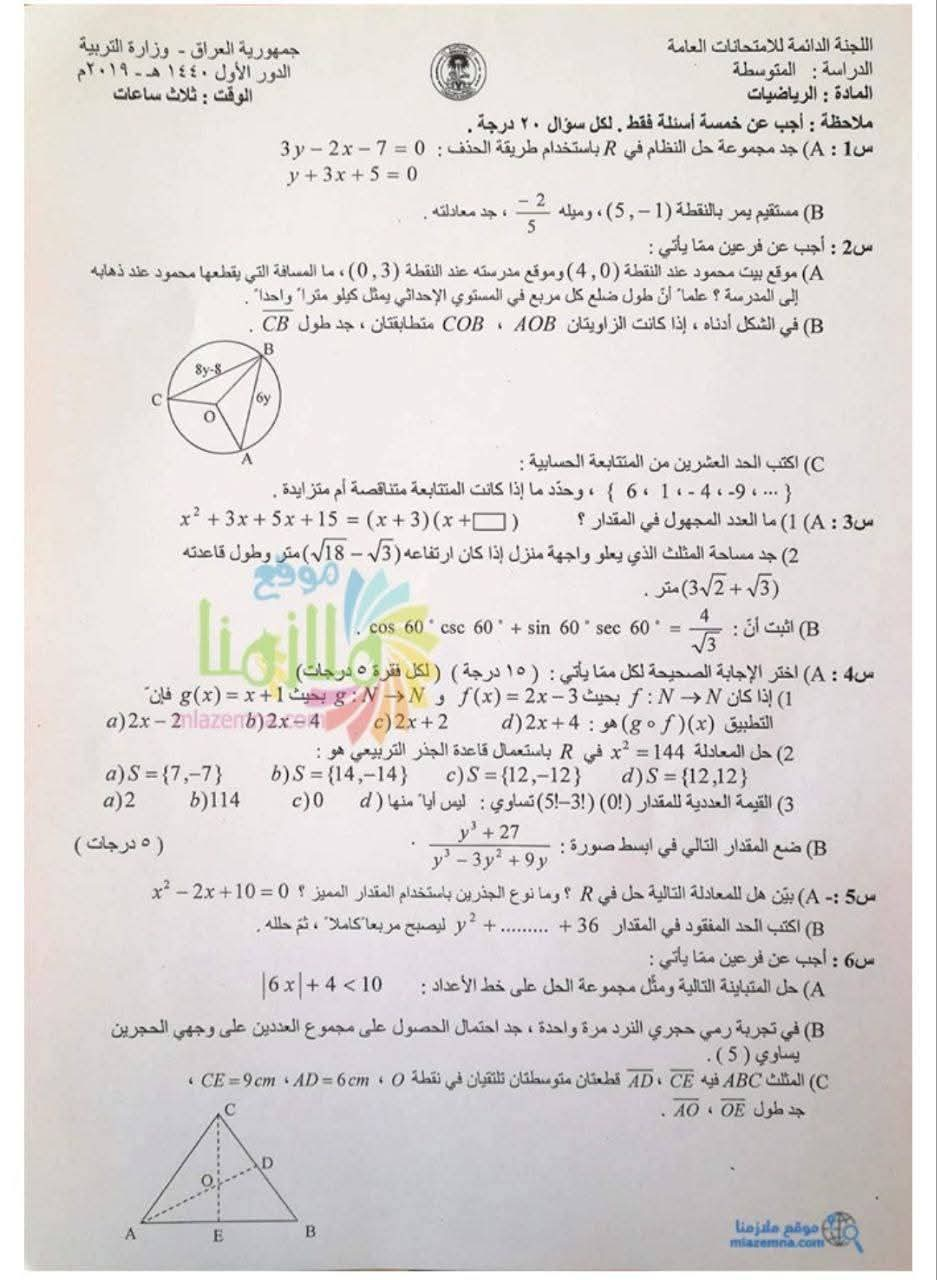 اللجنة الدائمة للامتحانات العامة
الدراسة : المتوسطة
المادة : الرياضيات
جمهورية العراق - وزارة التربية
الدور الأول ١٤٤٠ هـ - ٢٠١٩م
الوقت : ثلاث ساعات
ملاحظة : أجب عن خمسة أسئلة فقط . لكل سؤال ٢٠ درجة .
س1 : A) جد مجموعة حل النظام في R باستخدام طريقة الحذف : 3y − 2x − 7 = 0
y + 3x + 5 = 0
B) مستقيم يمر بالنقطة (5, −1) ، وميله −2/5 ، جد معادلته .
س2 : أجب عن فرعين ممّا يأتي :
A) موقع بيت محمود عند النقطة (4, 0) وموقع مدرسته عند النقطة (0, 3) ، ما المسافة التي يقطعها محمود عند ذهابه
إلى المدرسة ؟ علماً أنّ طول ضلع كل مربع في المستوي الإحداثي يمثل كيلو متراً واحداً .
B) في الشكل أدناه ، إذا كانت الزاويتان AOB ، COB متطابقتان ، جد طول CB .
B
8y-8
C
6y
O
A
C) اكتب الحد العشرين من المتتابعة الحسابية :
{ 6 ، 1 ، -4 ، -9 ، ... } ، وحدّد ما إذا كانت المتتابعة متناقصة أم متزايدة .
س3 : A) 1) ما العدد المجهول في المقدار ؟ x² + 3x + 5x + 15 = (x + 3)(x + □)
2) جد مساحة المثلث الذي يعلو واجهة منزل إذا كان ارتفاعه (√18 − √3) متر وطول قاعدته
(3√2 + √3) متر .
B) اثبت أنّ : cos 60° csc 60° + sin 60° sec 60° = 4/√3 .
موقع
ملازمنا
mlazemna.com
س4 : A) اختر الإجابة الصحيحة لكل ممّا يأتي : ( ١٥ درجة ) ( لكل فقرة ٥ درجات)
1) إذا كان f : N → N بحيث f(x) = 2x − 3 و g : N → N بحيث g(x) = x + 1 فإنّ
التطبيق (g ∘ f)(x) هو : a) 2x − 2 b) 2x − 4 c) 2x + 2 d) 2x + 4
2) حل المعادلة x² = 144 في R باستعمال قاعدة الجذر التربيعي هو :
a) S = {7, −7} b) S = {14, −14} c) S = {12, −12} d) S = {12, 12}
3) القيمة العددية للمقدار (0!) (5!−3!) تساوي : a) 2 b) 114 c) 0 d) ليس أياً منها
B) ضع المقدار التالي في ابسط صورة : (y³ + 27)/(y³ − 3y² + 9y) . ( ٥ درجات )
س5 :- A) بيّن هل للمعادلة التالية حل في R ؟ وما نوع الجذرين باستخدام المقدار المميز ؟ x² − 2x + 10 = 0
B) اكتب الحد المفقود في المقدار y² + ......... + 36 ليصبح مربعاً كاملاً ، ثمّ حلله .
س6 : أجب عن فرعين ممّا يأتي :
A) حل المتباينة التالية ومثّل مجموعة الحل على خط الأعداد : |6x| + 4 < 10
B) في تجربة رمي حجري النرد مرة واحدة ، جد احتمال الحصول على مجموع العددين على وجهي الحجرين
يساوي ( 5 ) .
C) المثلث ABC فيه CE ، AD قطعتان متوسطتان تلتقيان في نقطة O ، AD = 6cm ، CE = 9cm ،
جد طول OE ، AO .
C
D
O
A
E
B
موقع ملازمنا
mlazemna.com